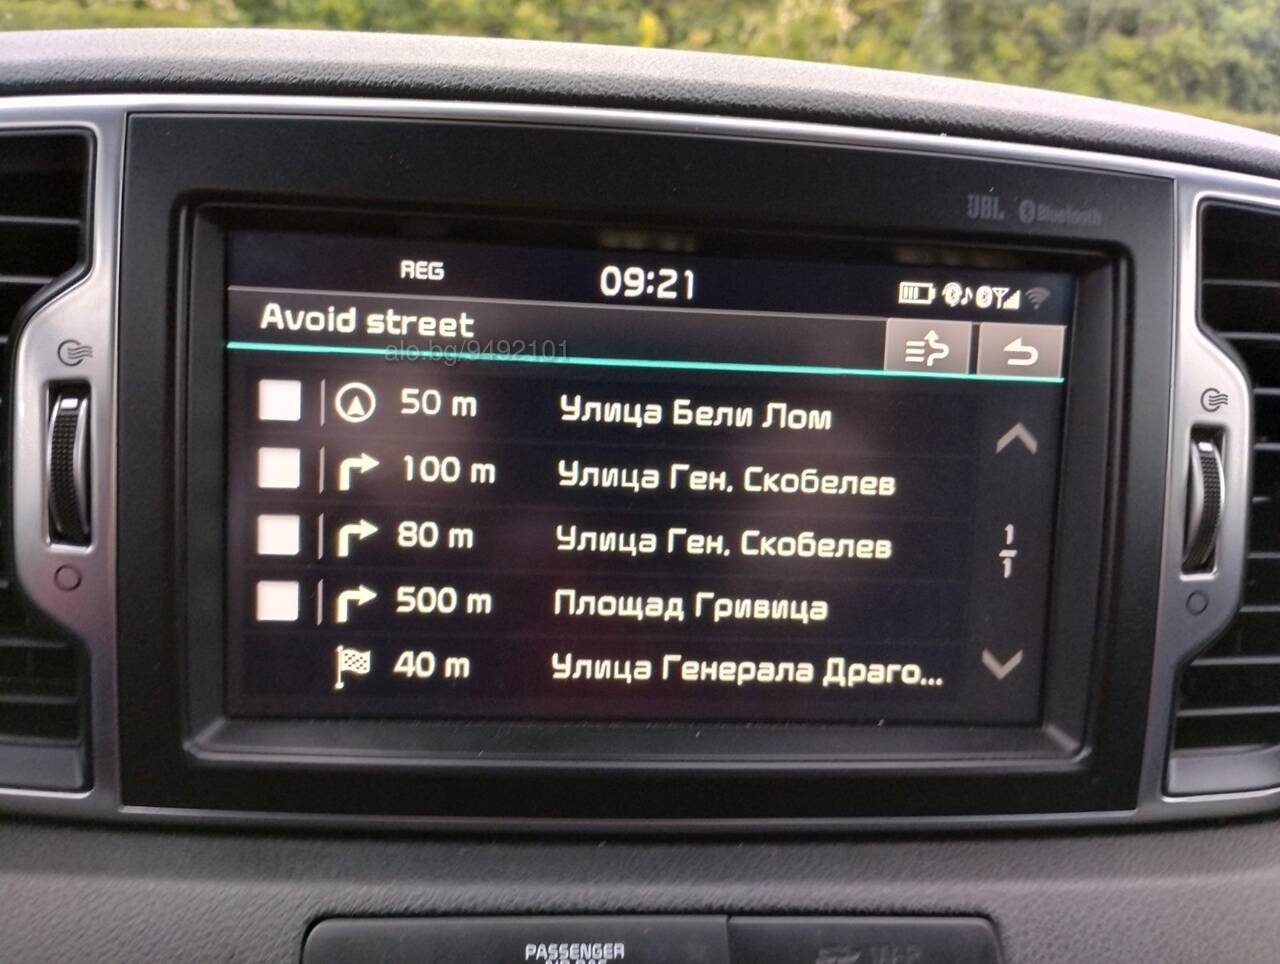 JBL Bluetooth
REG 09:21
Avoid street
alo.bg/9492101
50 m Улица Бели Лом
100 m Улица Ген. Скобелев
80 m Улица Ген. Скобелев
500 m Площад Гривица
40 m Улица Генерала Драго...
1
1
PASSENGER